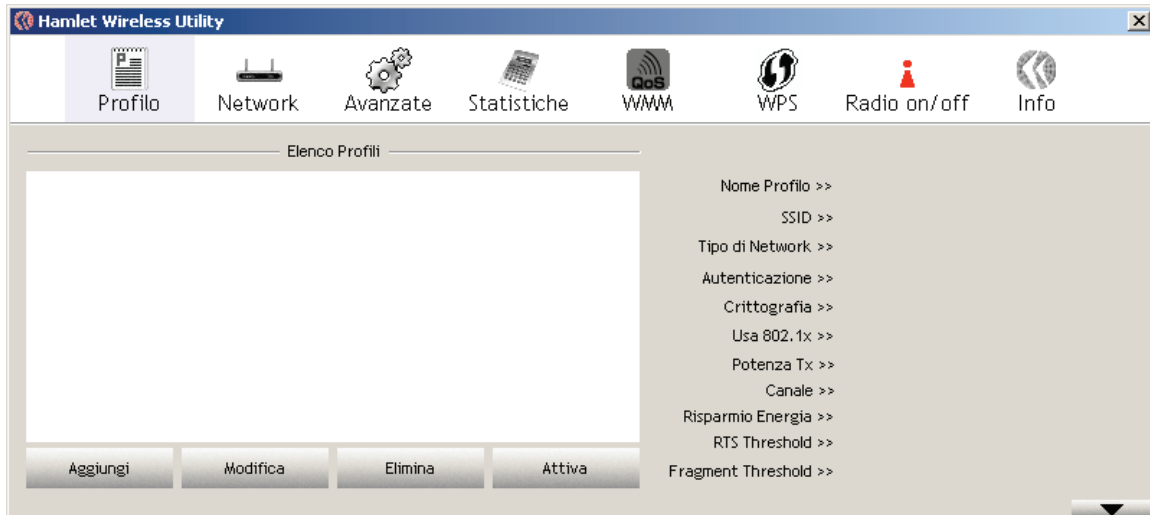 Hamlet Wireless Utility
Profilo Network Avanzate Statistiche WMM WPS Radio on/off Info
QoS
Elenco Profili
Nome Profilo >>
SSID >>
Tipo di Network >>
Autenticazione >>
Crittografia >>
Usa 802.1x >>
Potenza Tx >>
Canale >>
Risparmio Energia >>
RTS Threshold >>
Fragment Threshold >>
Aggiungi Modifica Elimina Attiva